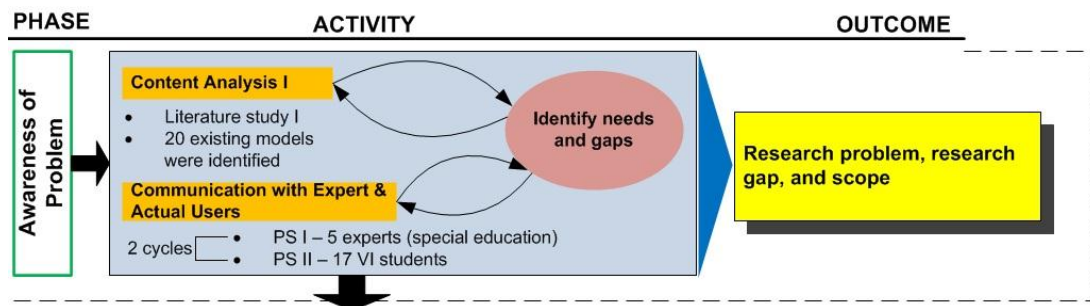 PHASE
ACTIVITY
OUTCOME
Awareness of
Problem
Content Analysis I
• Literature study I
• 20 existing models
were identified
Communication with Expert &
Actual Users
2 cycles
• PS I – 5 experts (special education)
• PS II – 17 VI students
Identify needs
and gaps
Research problem, research
gap, and scope